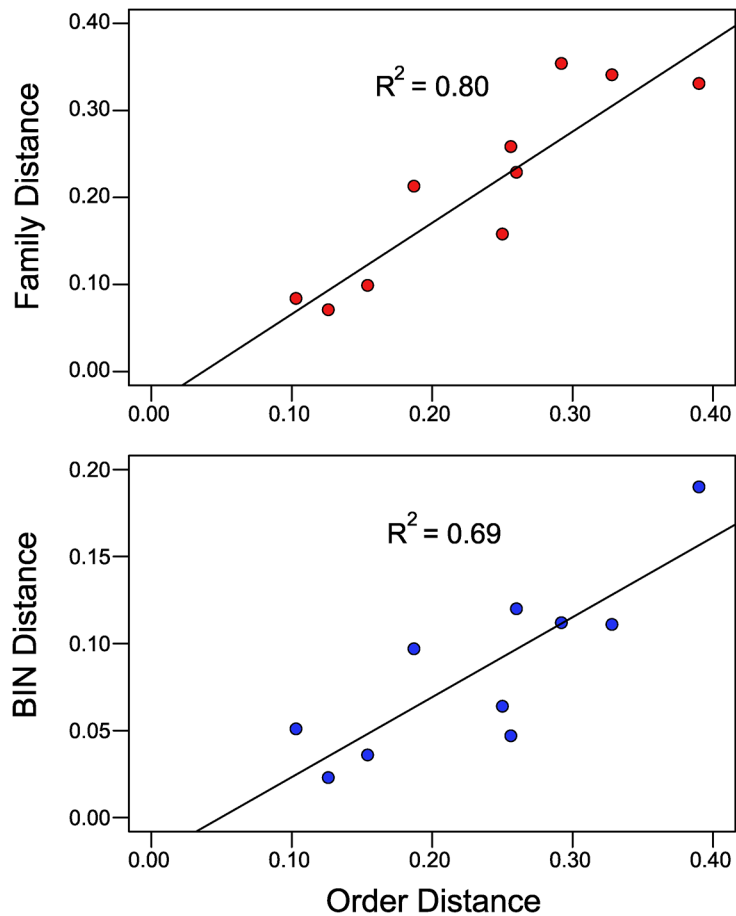 0.40
0.30
0.20
0.10
0.00
Family Distance
R² = 0.80
0.00 0.10 0.20 0.30 0.40
0.20
0.15
0.10
0.05
0.00
BIN Distance
R² = 0.69
0.00 0.10 0.20 0.30 0.40
Order Distance